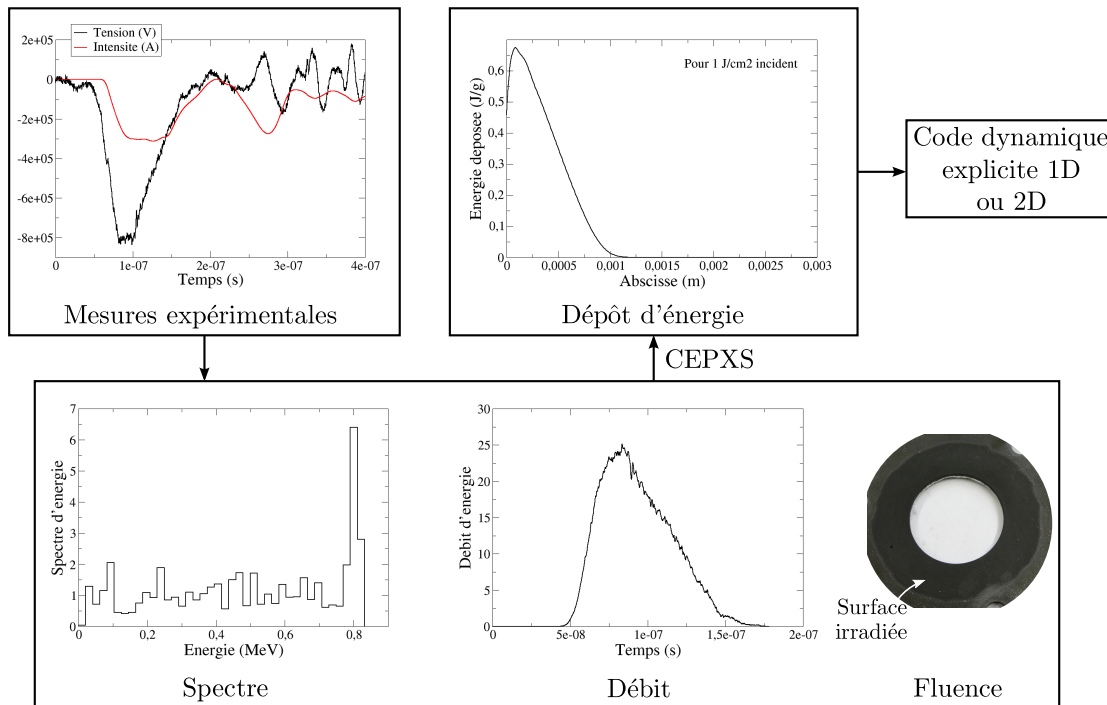 Tension (V)
Intensite (A)
2e+05
0
-2e+05
-4e+05
-6e+05
-8e+05
0 1e-07 2e-07 3e-07 4e-07
Temps (s)
Mesures expérimentales
Pour 1 J/cm2 incident
Energie deposee (J/g)
0,6
0,5
0,4
0,3
0,2
0,1
0
0 0,0005 0,001 0,0015 0,002 0,0025 0,003
Abscisse (m)
Dépôt d'énergie
Code dynamique
explicite 1D
ou 2D
CEPXS
Spectre d'energie
7
6
5
4
3
2
1
0
0 0,2 0,4 0,6 0,8
Energie (MeV)
Spectre
Debit d'energie
30
25
20
15
10
5
0
0 5e-08 1e-07 1,5e-07 2e-07
Temps (s)
Débit
Surface
irradiée
Fluence